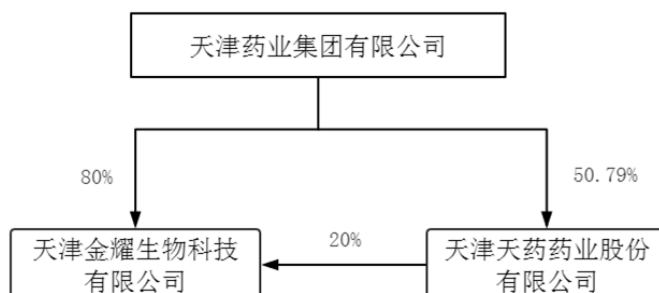 天津药业集团有限公司
80%
50.79%
20%
天津金耀生物科技
有限公司
天津天药药业股份
有限公司